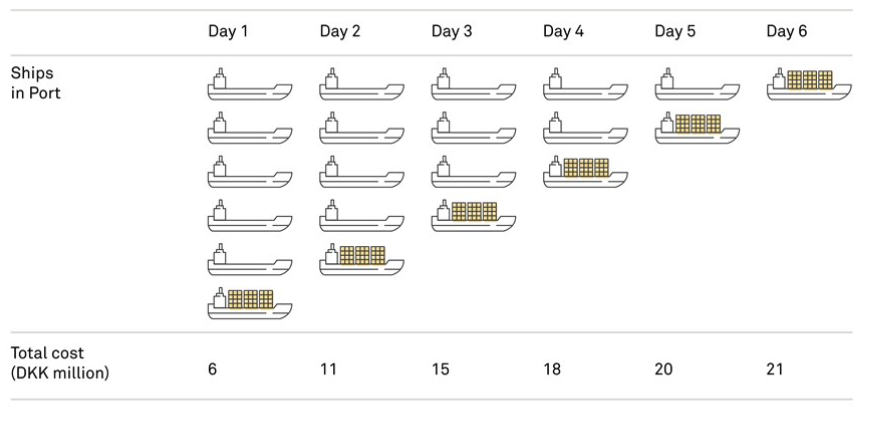 Day 1 Day 2 Day 3 Day 4 Day 5 Day 6
Ships
in Port
Total cost
(DKK million) 6 11 15 18 20 21